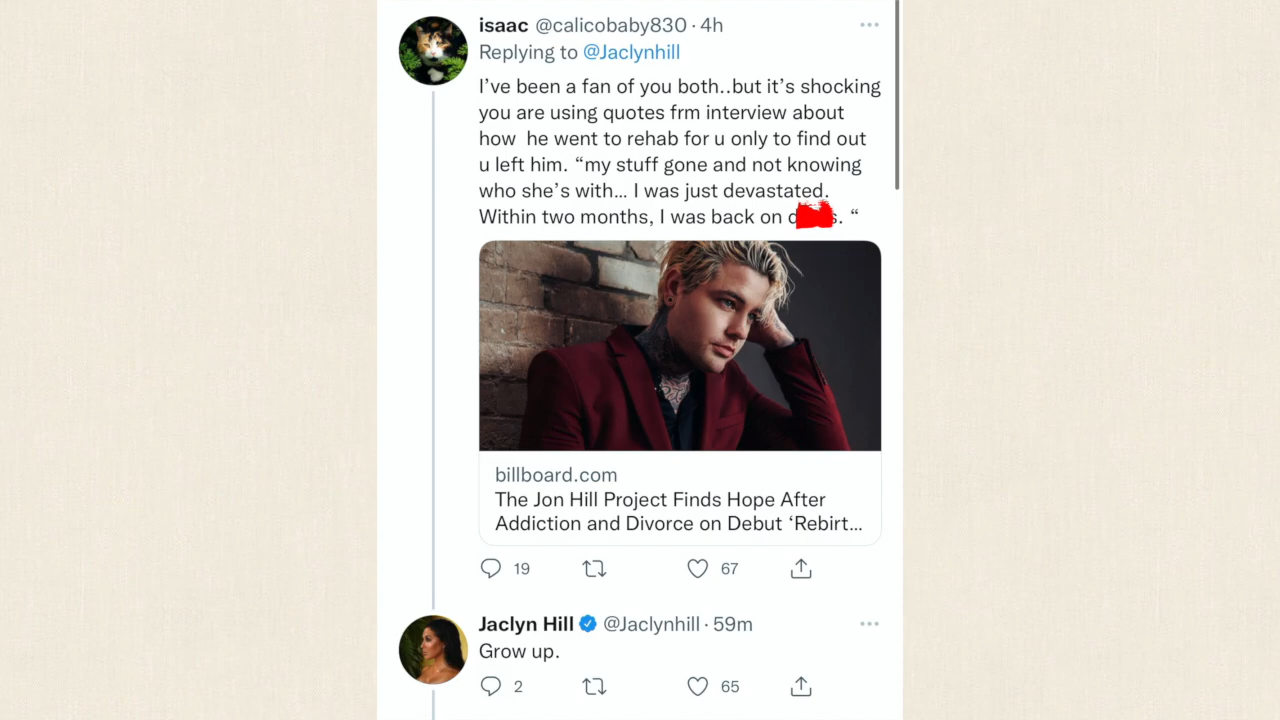 isaac @calicobaby830 · 4h
Replying to @Jaclynhill
I’ve been a fan of you both..but it’s shocking
you are using quotes frm interview about
how he went to rehab for u only to find out
u left him. “my stuff gone and not knowing
who she’s with... I was just devastated.
Within two months, I was back on . “
billboard.com
The Jon Hill Project Finds Hope After
Addiction and Divorce on Debut ‘Rebirt...
19 67
Jaclyn Hill @Jaclynhill · 59m
Grow up.
2 65